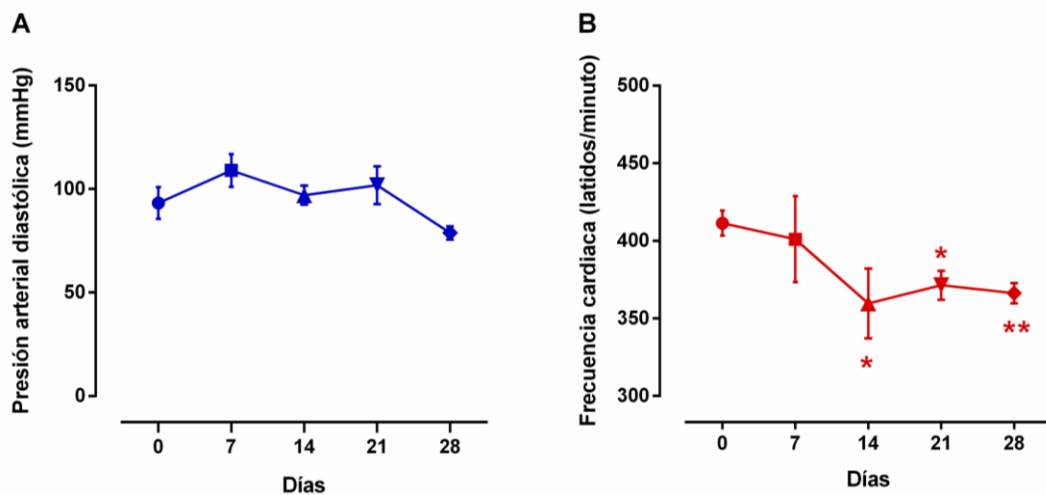 A
Presión arterial diastólica (mmHg)
150
100
50
0
0 7 14 21 28
Días
B
Frecuencia cardiaca (latidos/minuto)
500
450
400
350
300
*
*
**
0 7 14 21 28
Días